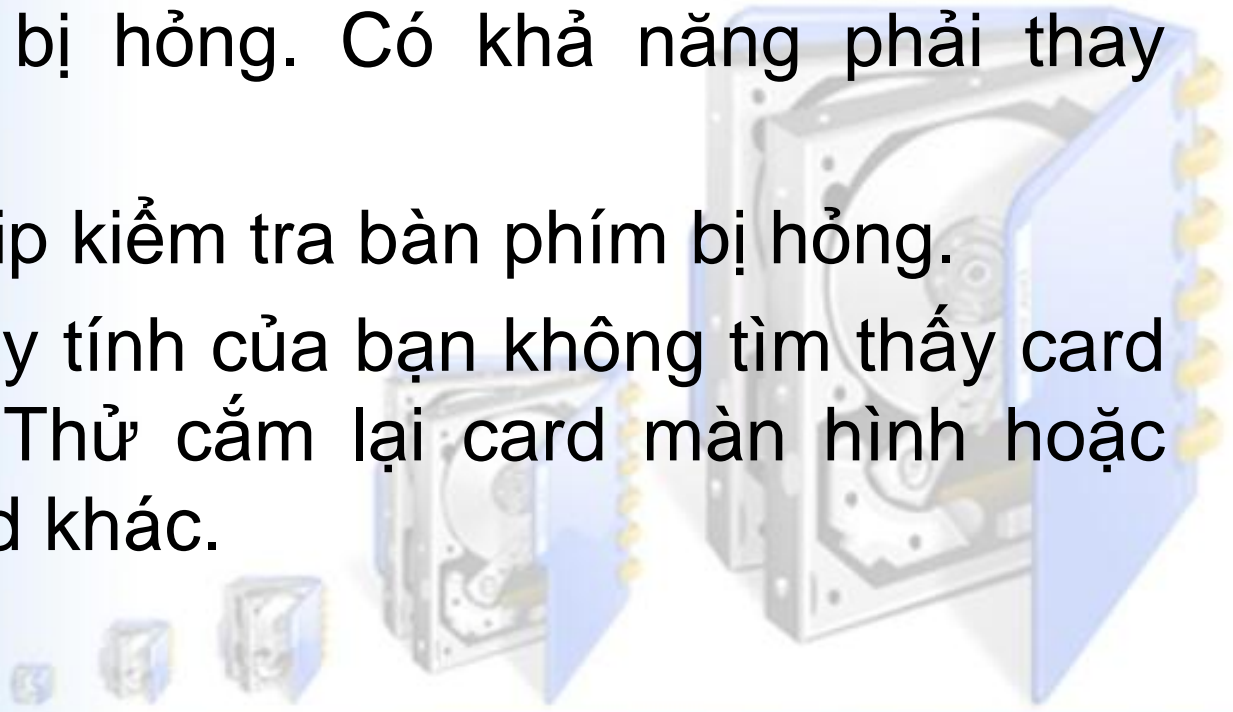 bị hỏng. Có khả năng phải thay
ip kiểm tra bàn phím bị hỏng.
y tính của bạn không tìm thấy card
Thử cắm lại card màn hình hoặc
d khác.